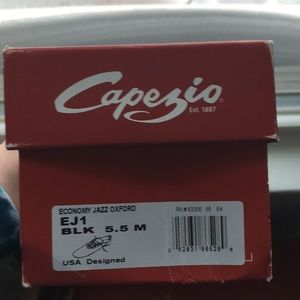 Capezio
Est. 1887
ECONOMY JAZZ OXFORD
EJ1
BLK 5.5 M
USA Designed